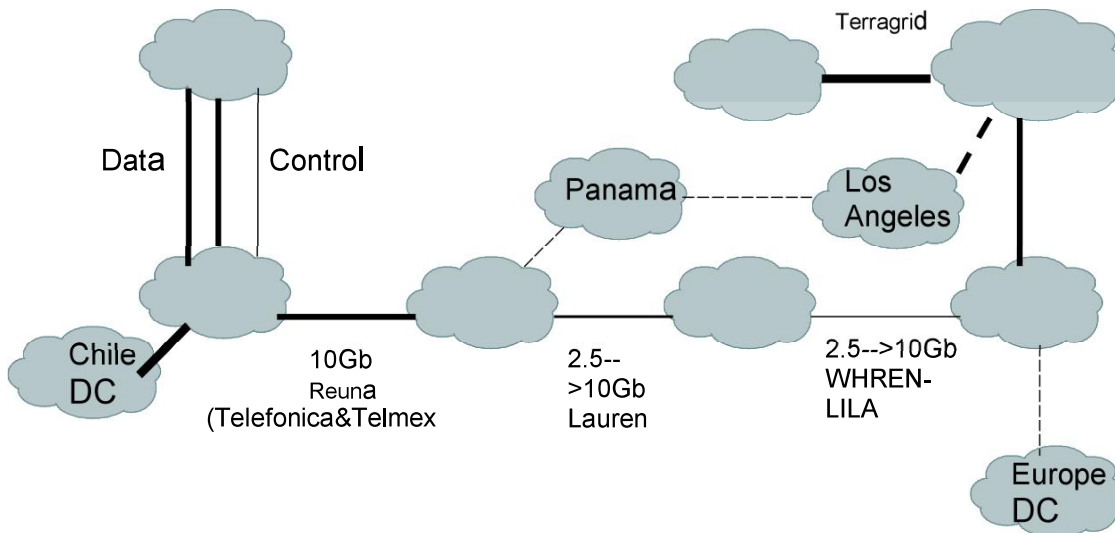 Terragrid
Data
Control
Panama
Los
Angeles
Chile
DC
10Gb
Reuna
(Telefonica&Telmex
2.5--
>10Gb
Lauren
2.5-->10Gb
WHREN-
LILA
Europe
DC